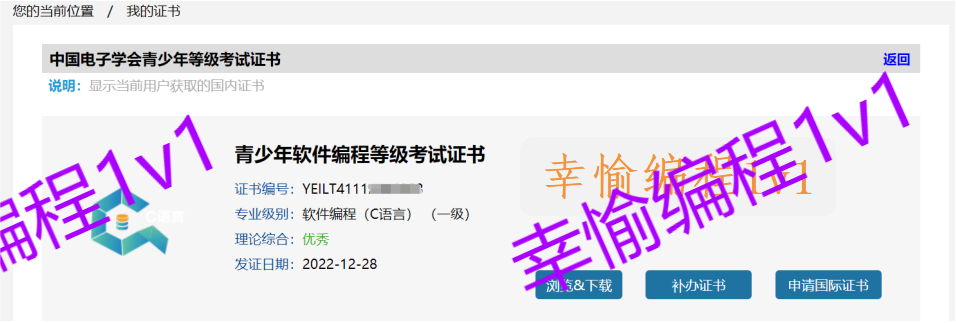 您的当前位置 / 我的证书
中国电子学会青少年等级考试证书 返回
说明：显示当前用户获取的国内证书
青少年软件编程等级考试证书
证书编号：YEILT4111
专业级别：软件编程（C语言）（一级）
理论综合：优秀
发证日期：2022-12-28
C语言
幸愉编程1v1
编程1v1
幸愉编程1v1
浏览&下载 补办证书 申请国际证书